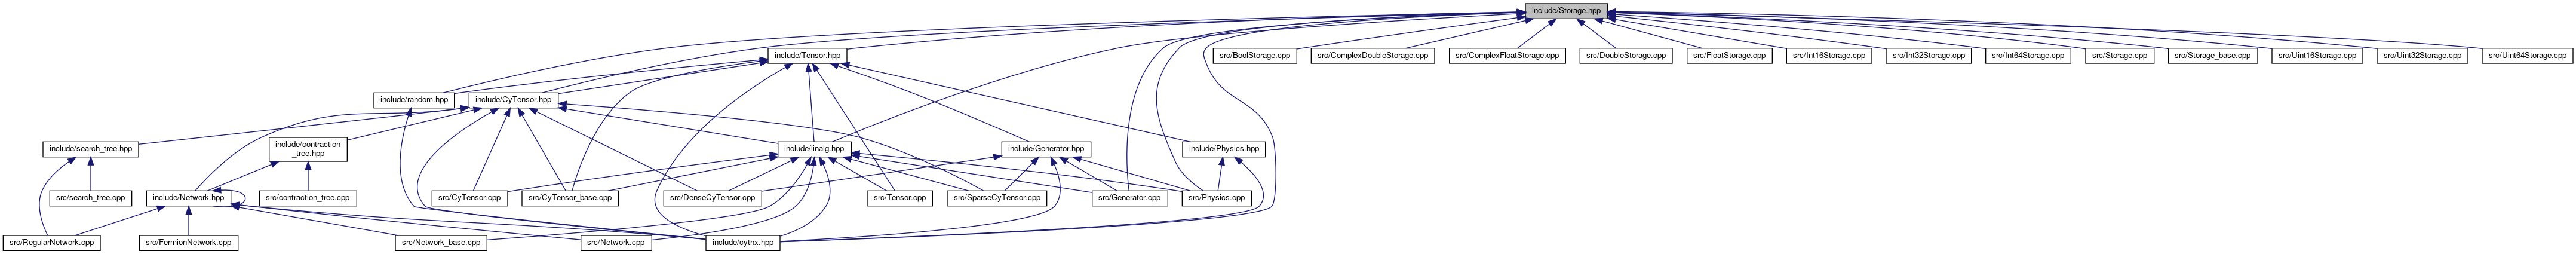 include/Storage.hpp
include/Tensor.hpp
src/BoolStorage.cpp
src/ComplexDoubleStorage.cpp
src/ComplexFloatStorage.cpp
src/DoubleStorage.cpp
src/FloatStorage.cpp
src/Int16Storage.cpp
src/Int32Storage.cpp
src/Int64Storage.cpp
src/Storage.cpp
src/Storage_base.cpp
src/Uint16Storage.cpp
src/Uint32Storage.cpp
src/Uint64Storage.cpp
include/random.hpp
include/CyTensor.hpp
include/search_tree.hpp
include/contraction
_tree.hpp
include/linalg.hpp
include/Generator.hpp
include/Physics.hpp
src/search_tree.cpp
include/Network.hpp
src/contraction_tree.cpp
src/CyTensor.cpp
src/CyTensor_base.cpp
src/DenseCyTensor.cpp
src/Tensor.cpp
src/SparseCyTensor.cpp
src/Generator.cpp
src/Physics.cpp
src/RegularNetwork.cpp
src/FermionNetwork.cpp
src/Network_base.cpp
src/Network.cpp
include/cytnx.hpp